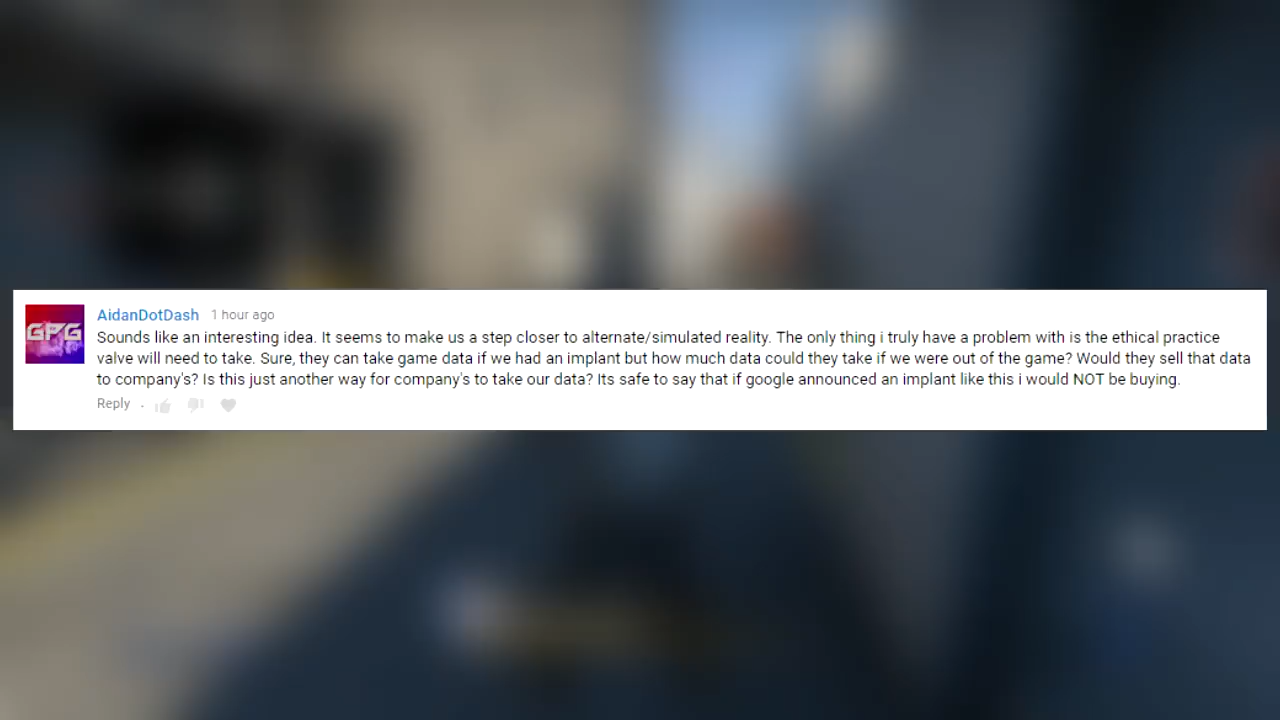 GPG
AidanDotDash 1 hour ago
Sounds like an interesting idea. It seems to make us a step closer to alternate/simulated reality. The only thing i truly have a problem with is the ethical practice
valve will need to take. Sure, they can take game data if we had an implant but how much data could they take if we were out of the game? Would they sell that data
to company's? Is this just another way for company's to take our data? Its safe to say that if google announced an implant like this i would NOT be buying.
Reply .